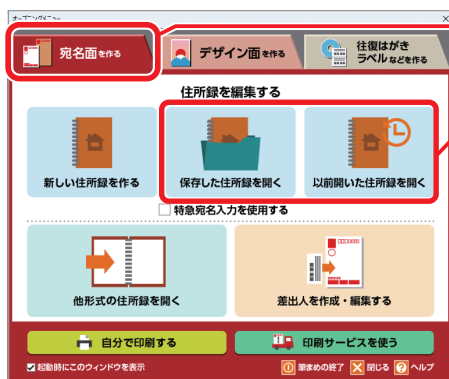 オープニングメニュー
宛名面を作る
デザイン面を作る
往復はがき
ラベルなどを作る
住所録を編集する
新しい住所録を作る
保存した住所録を開く
以前開いた住所録を開く
特急宛名入力を使用する
他形式の住所録を開く
差出人を作成・編集する
自分で印刷する
印刷サービスを使う
起動時にこのウィンドウを表示
筆まめの終了
閉じる
ヘルプ